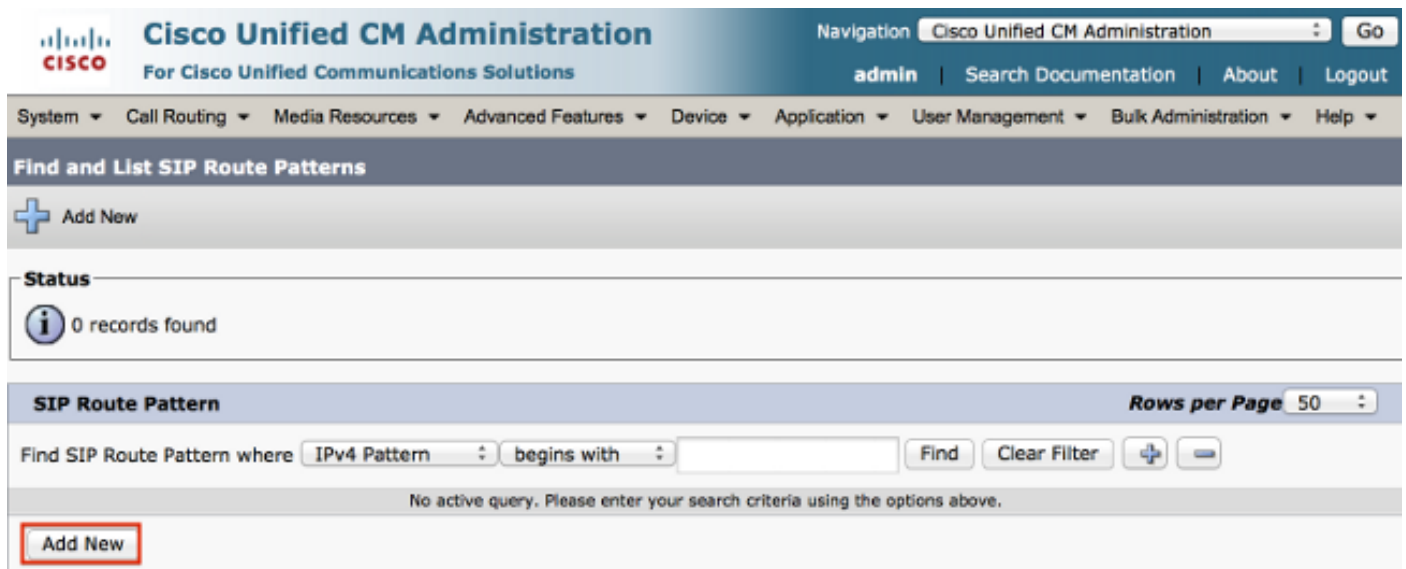 Cisco Unified CM Administration
Navigation Cisco Unified CM Administration Go
CISCO
For Cisco Unified Communications Solutions
admin | Search Documentation | About | Logout
System Call Routing Media Resources Advanced Features Device Application User Management Bulk Administration Help
Find and List SIP Route Patterns
Add New
Status
0 records found
SIP Route Pattern Rows per Page 50
Find SIP Route Pattern where IPv4 Pattern begins with Find Clear Filter
No active query. Please enter your search criteria using the options above.
Add New